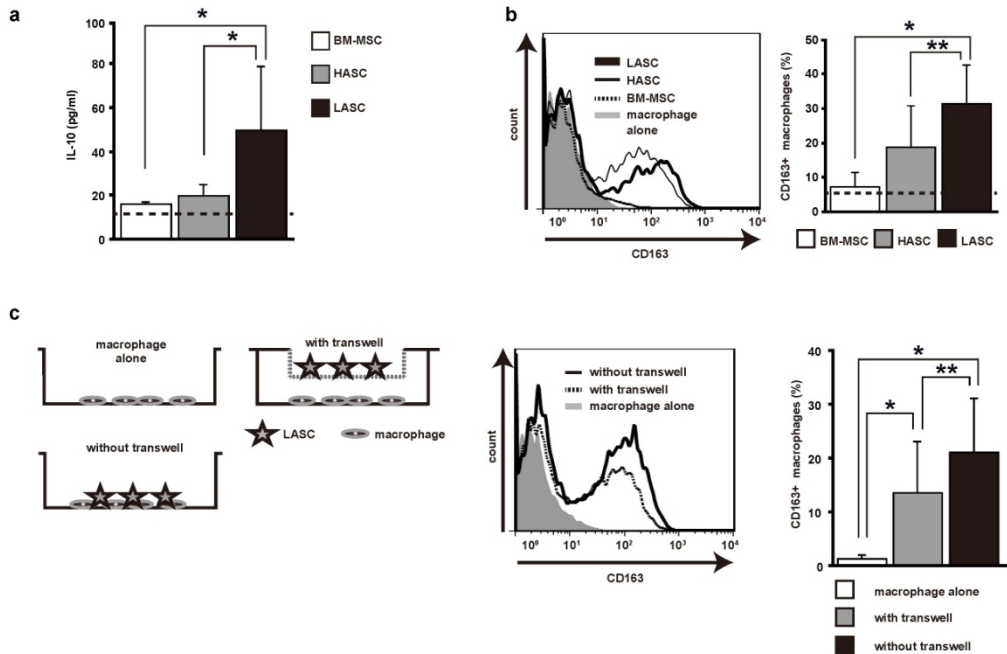 a
*
*
100
80
60
40
20
0
IL-10 (pg/ml)
BM-MSC
HASC
LASC
b
LASC
HASC
BM-MSC
macrophage
alone
count
10⁰ 10¹ 10² 10³ 10⁴
CD163
*
**
50
40
30
20
10
0
CD163+ macrophages (%)
BM-MSC HASC LASC
c
macrophage
alone
with transwell
without transwell
LASC macrophage
without transwell
with transwell
macrophage alone
count
10⁰ 10¹ 10² 10³ 10⁴
CD163
*
**
*
40
30
20
10
0
CD163+ macrophages (%)
macrophage alone
with transwell
without transwell